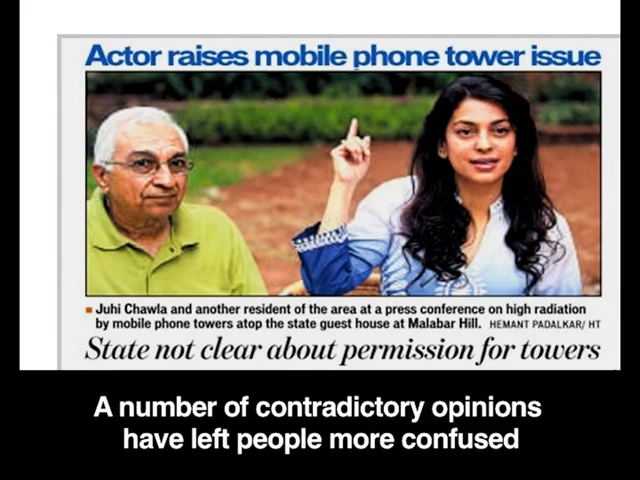 Actor raises mobile phone tower issue
Juhi Chawla and another resident of the area at a press conference on high radiation
by mobile phone towers atop the state guest house at Malabar Hill. HEMANT PADALKAR/ HT
State not clear about permission for towers
A number of contradictory opinions
have left people more confused